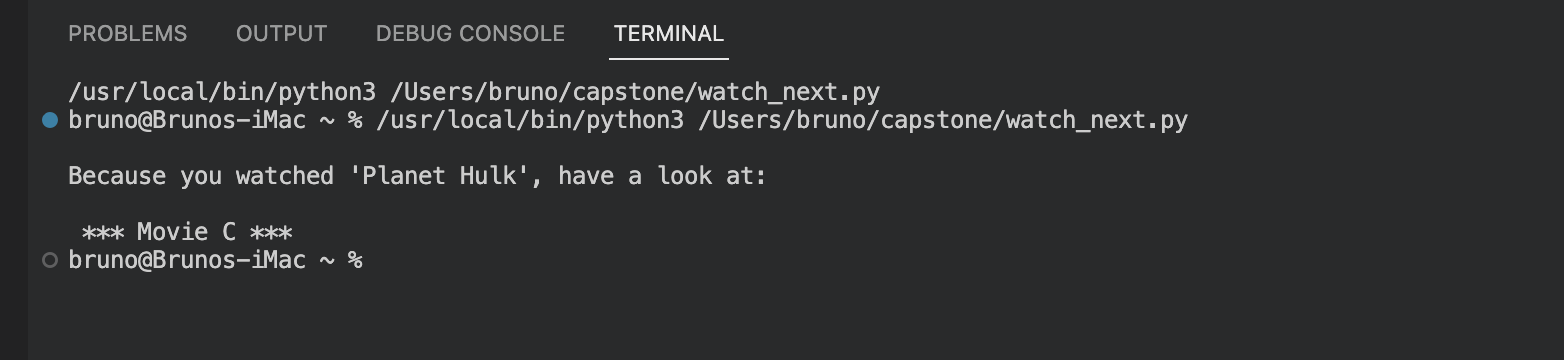 PROBLEMS OUTPUT DEBUG CONSOLE TERMINAL
/usr/local/bin/python3 /Users/bruno/capstone/watch_next.py
bruno@Brunos-iMac ~ % /usr/local/bin/python3 /Users/bruno/capstone/watch_next.py
Because you watched 'Planet Hulk', have a look at:
*** Movie C ***
bruno@Brunos-iMac ~ %